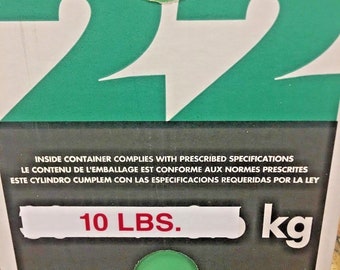 22
INSIDE CONTAINER COMPLIES WITH PRESCRIBED SPECIFICATIONS
LE CONTENU DE L'EMBALLAGE EST CONFORME AUX NORMES PRESCRITES
ESTE CYLINDRO CUMPLEM CON LAS ESPECIFICACIONS REQUERIDAS POR LA LEY
10 LBS. kg